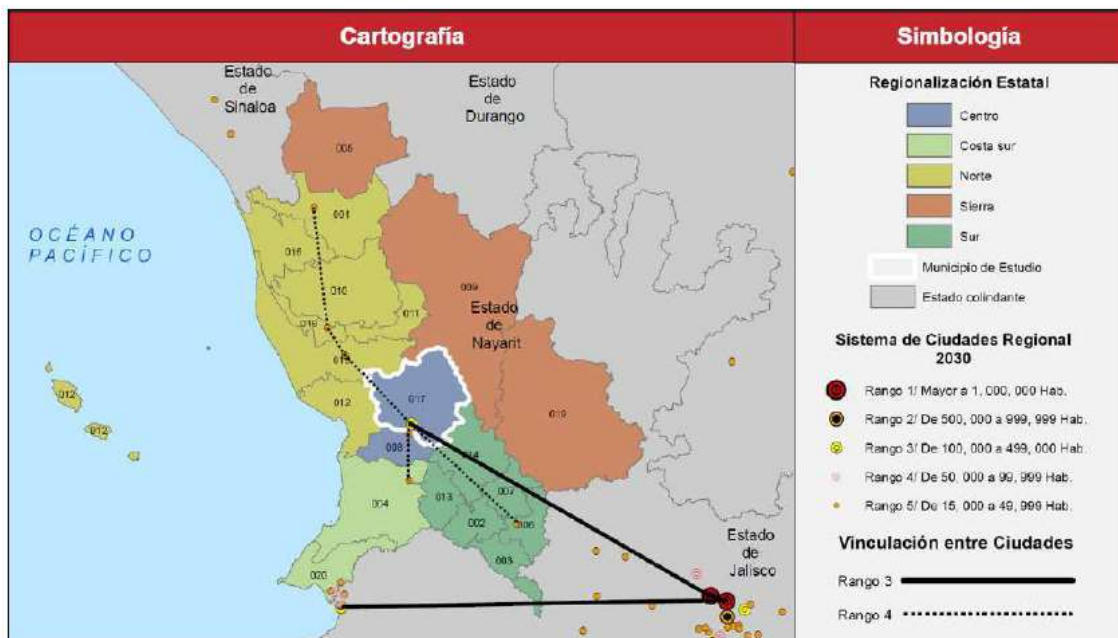 Cartografía
Simbología
Estado
de
Sinaloa
Estado
de
Durango
005
001
OCÉANO
PACÍFICO
016
010
009
011
Estado
de
Nayarit
018
012
017
019
012
012
008
014
004
013
007
002
006
003
Estado
de
Jalisco
020
Regionalización Estatal
Centro
Costa sur
Norte
Sierra
Sur
Municipio de Estudio
Estado colindante
Sistema de Ciudades Regional
2030
Rango 1/ Mayor a 1, 000, 000 Hab.
Rango 2/ De 500, 000 a 999, 999 Hab.
Rango 3/ De 100, 000 a 499, 000 Hab.
Rango 4/ De 50, 000 a 99, 999 Hab.
Rango 5/ De 15, 000 a 49, 999 Hab.
Vinculación entre Ciudades
Rango 3
Rango 4